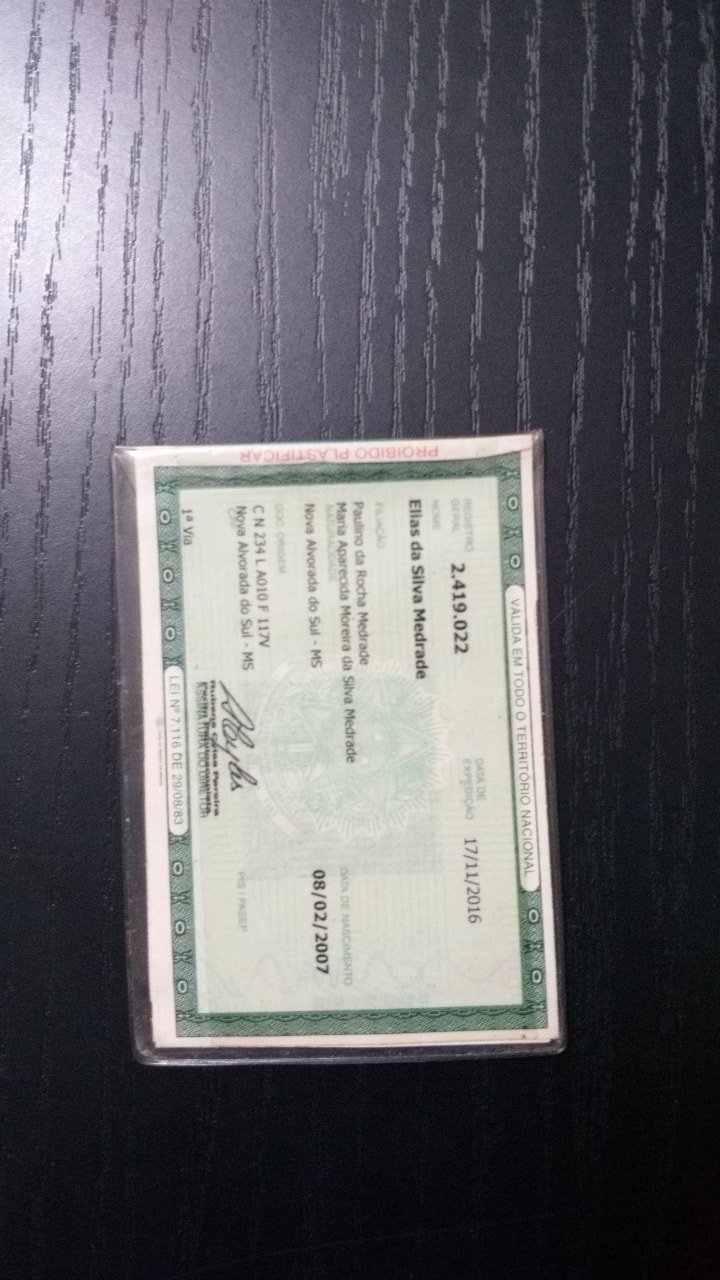 PROIBIDO PLASTIFICAR
VÁLIDA EM TODO O TERRITÓRIO NACIONAL
REGISTRO GERAL 2.419.022 DATA DE EXPEDIÇÃO 17/11/2016
NOME
Elias da Silva Medrade
FILIAÇÃO
Paulino da Rocha Medrade
Maria Aparecida Moreira da Silva Medrade
NATURALIDADE DATA DE NASCIMENTO
Nova Alvorada do Sul - MS 08/02/2007
DOC ORIGEM
C N 234 L A010 F 117V
Nova Alvorada do Sul - MS
CPF PIS / PASEP
1ª Via
ASSINATURA DO DIRETOR
LEI Nº 7.116 DE 29/08/83